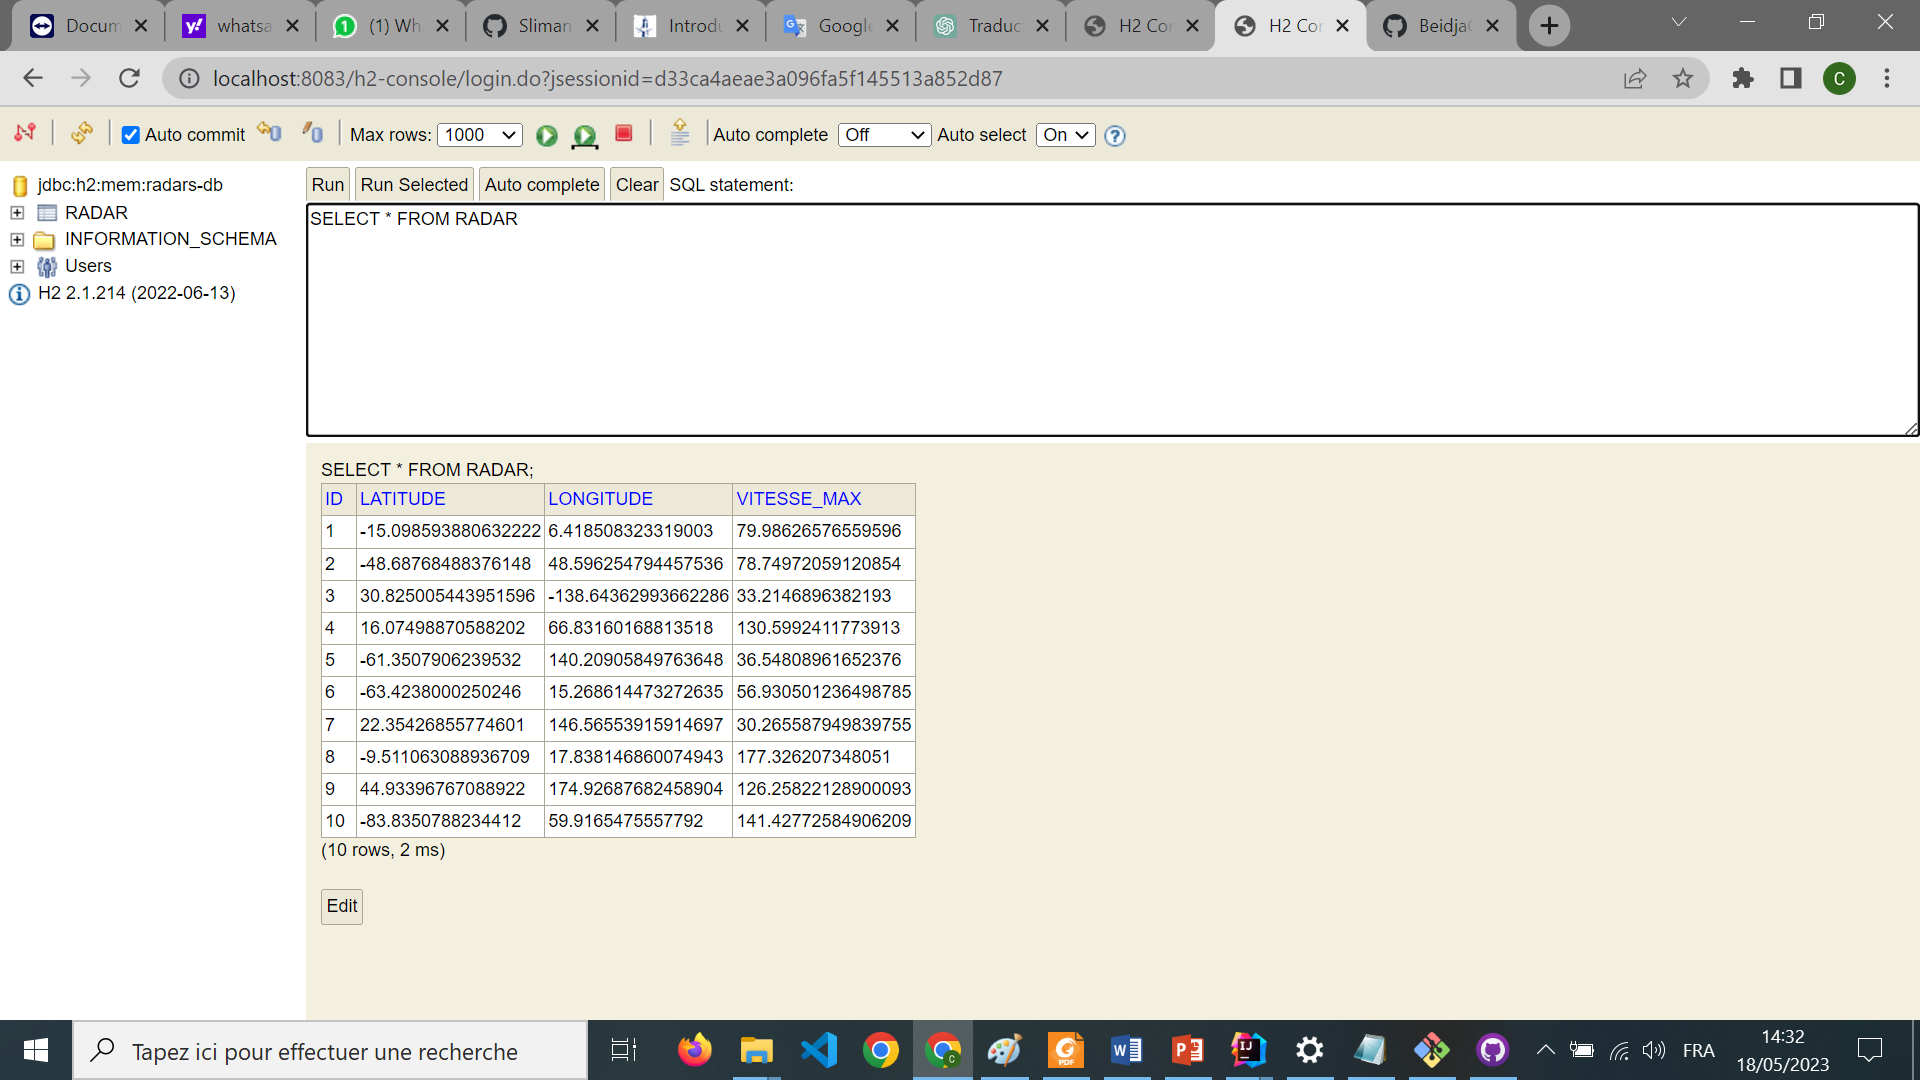 Docum
whatsa
(1) Wh
Sliman
Introdu
Google
Traduc
H2 Cor
H2 Cor
BeidjaC
localhost:8083/h2-console/login.do?jsessionid=d33ca4aeae3a096fa5f145513a852d87
C
Auto commit Max rows: 1000 Auto complete Off Auto select On
jdbc:h2:mem:radars-db
RADAR
INFORMATION_SCHEMA
Users
H2 2.1.214 (2022-06-13)
Run Run Selected Auto complete Clear SQL statement:
SELECT * FROM RADAR
SELECT * FROM RADAR;
ID LATITUDE LONGITUDE VITESSE_MAX
1 -15.098593880632222 6.418508323319003 79.98626576559596
2 -48.68768488376148 48.596254794457536 78.74972059120854
3 30.825005443951596 -138.64362993662286 33.2146896382193
4 16.07498870588202 66.83160168813518 130.5992411773913
5 -61.3507906239532 140.20905849763648 36.54808961652376
6 -63.4238000250246 15.268614473272635 56.930501236498785
7 22.35426855774601 146.56553915914697 30.265587949839755
8 -9.511063088936709 17.838146860074943 177.326207348051
9 44.93396767088922 174.92687682458904 126.25822128900093
10 -83.8350788234412 59.9165475557792 141.42772584906209
(10 rows, 2 ms)
Edit
Tapez ici pour effectuer une recherche
FRA
14:32
18/05/2023